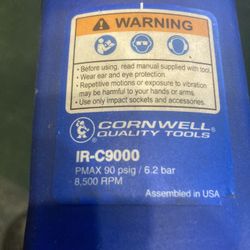 WARNING
• Before using, read manual supplied with tool.
• Wear ear and eye protection.
• Repetitive motions or exposure to vibration
may be harmful to your hands and arms.
• Use only impact sockets and accessories.
CORNWELL
QUALITY TOOLS
IR-C9000
PMAX 90 psig / 6.2 bar
8,500 RPM
Assembled in USA